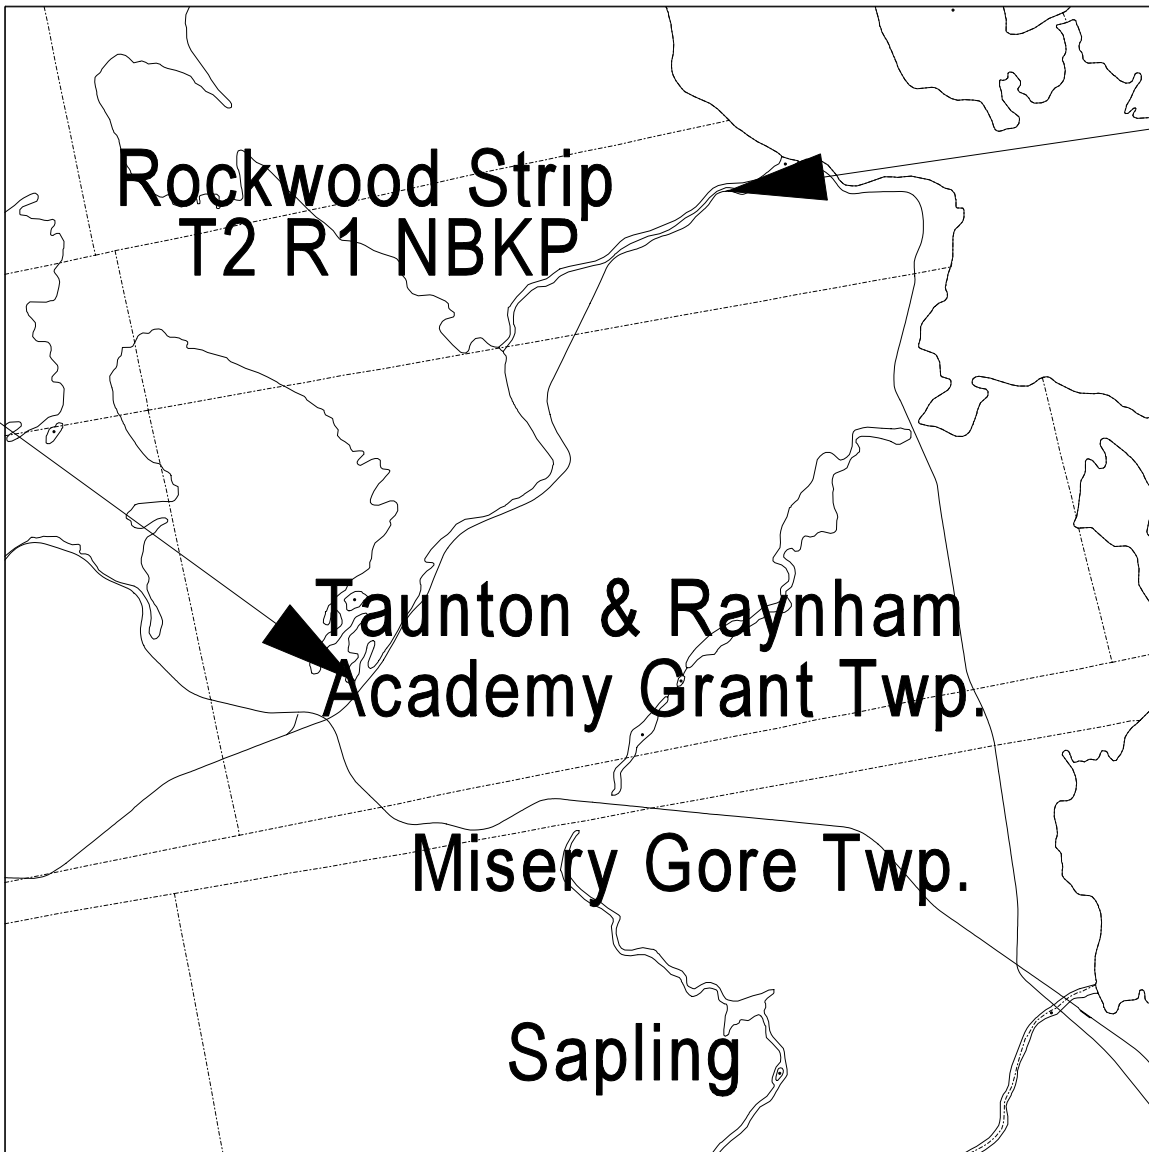 Rockwood Strip
T2 R1 NBKP
Taunton & Raynham
Academy Grant Twp.
Misery Gore Twp.
Sapling